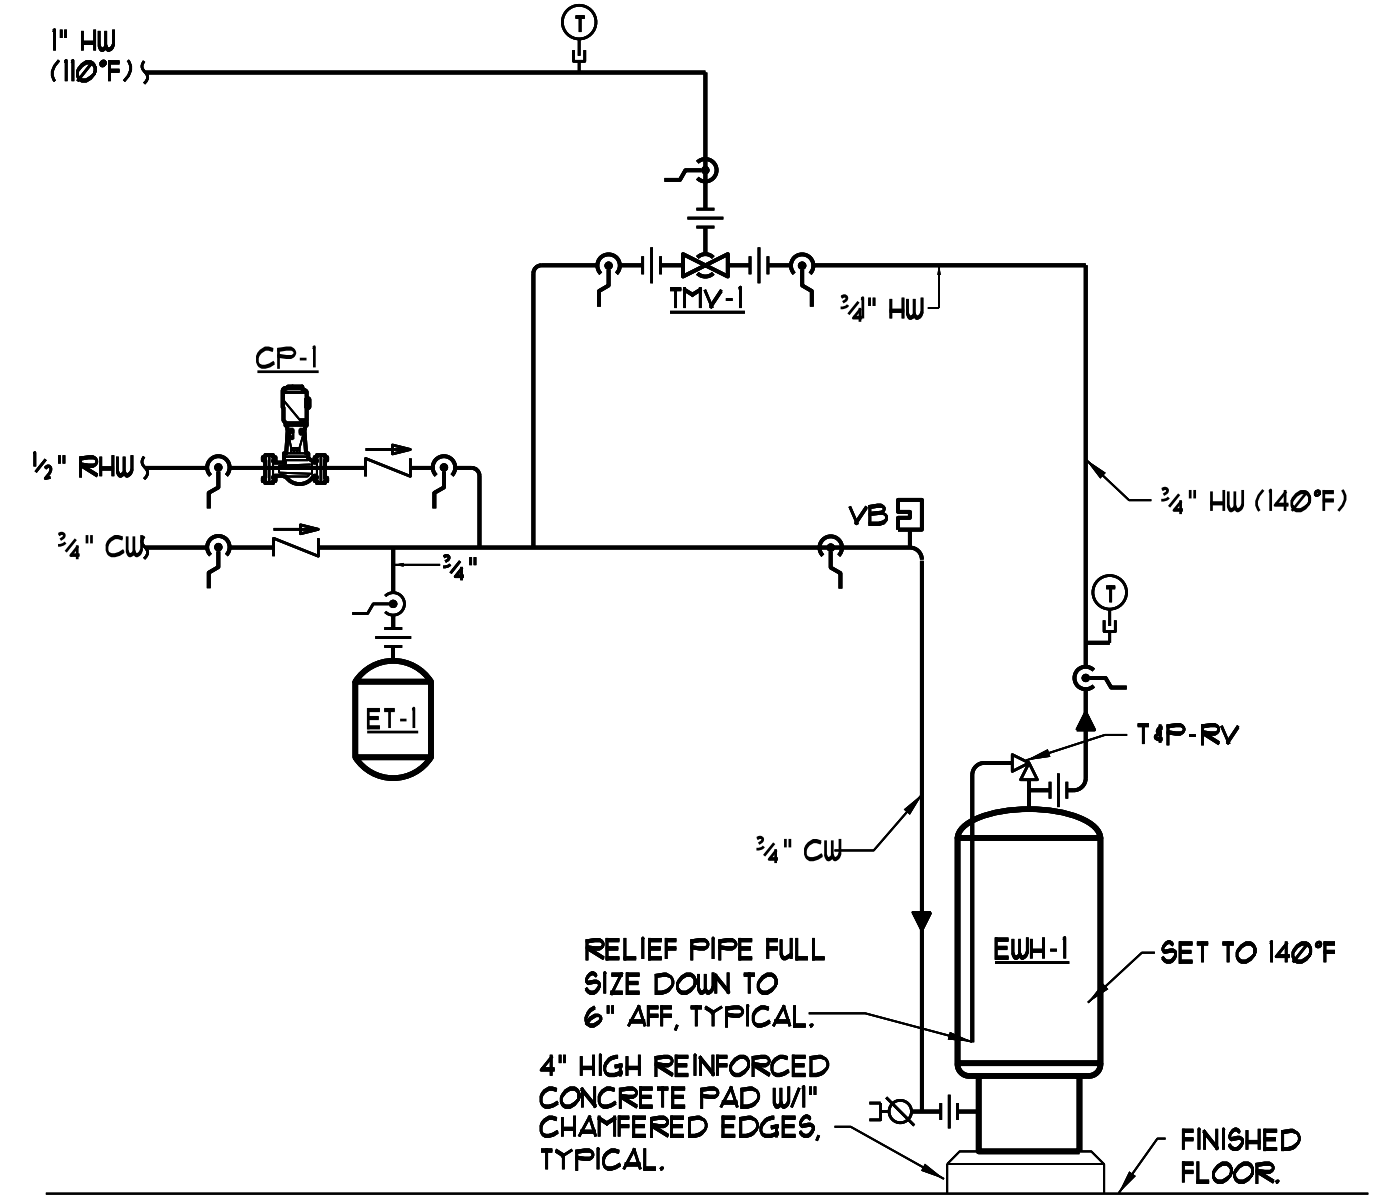 1" HW
(110°F)
T
TMV-1
3/4" HW
CP-1
1/2" RHW
3/4" CW
3/4"
VB
3/4" HW (140°F)
T
ET-1
T&P-RV
3/4" CW
EWH-1
SET TO 140°F
RELIEF PIPE FULL
SIZE DOWN TO
6" AFF, TYPICAL.
4" HIGH REINFORCED
CONCRETE PAD W/1"
CHAMFERED EDGES,
TYPICAL.
FINISHED
FLOOR.